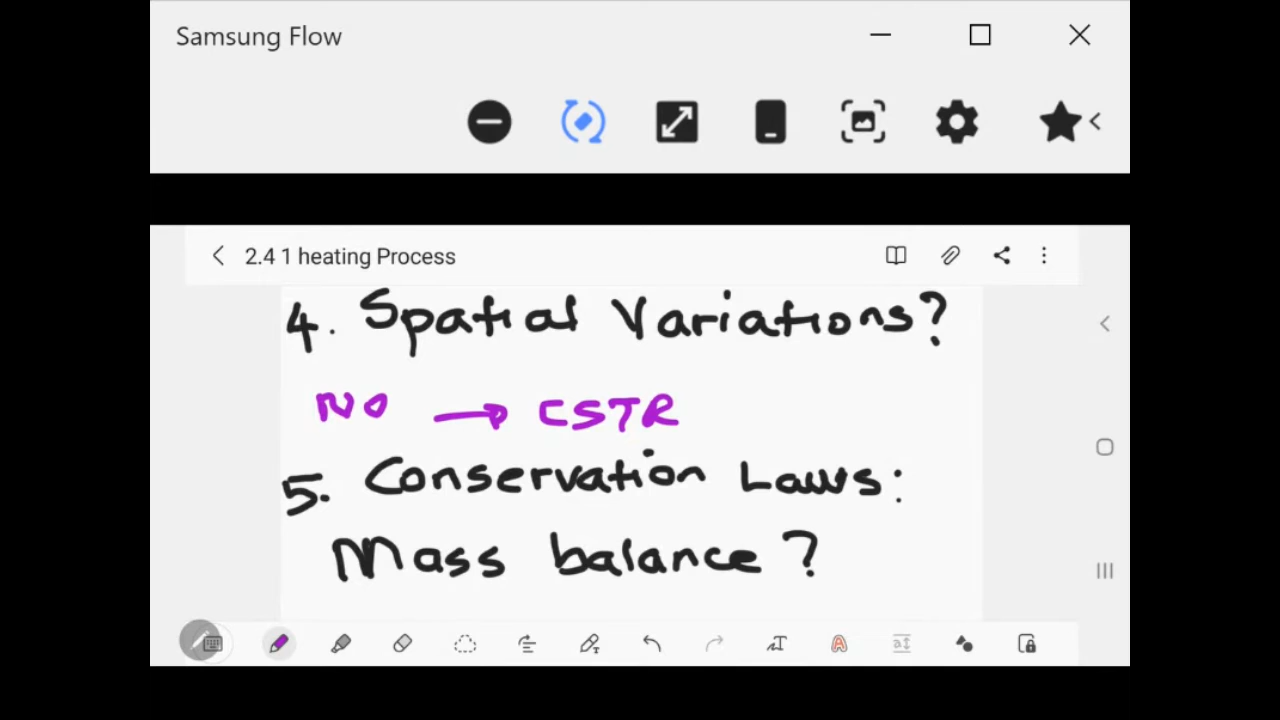 Samsung Flow
2.4 1 heating Process
4. Spatial Variations?
NO → CSTR
5. Conservation Laws:
Mass balance ?